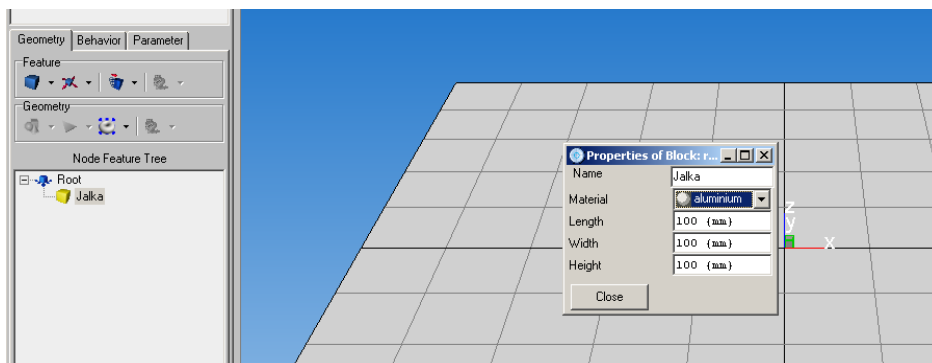 Geometry Behavior Parameter
Feature
Geometry
Node Feature Tree
Root
Jalka
Properties of Block: r...
Name Jalka
Material aluminium
Length 100 (mm)
Width 100 (mm)
Height 100 (mm)
Close
z
y
x